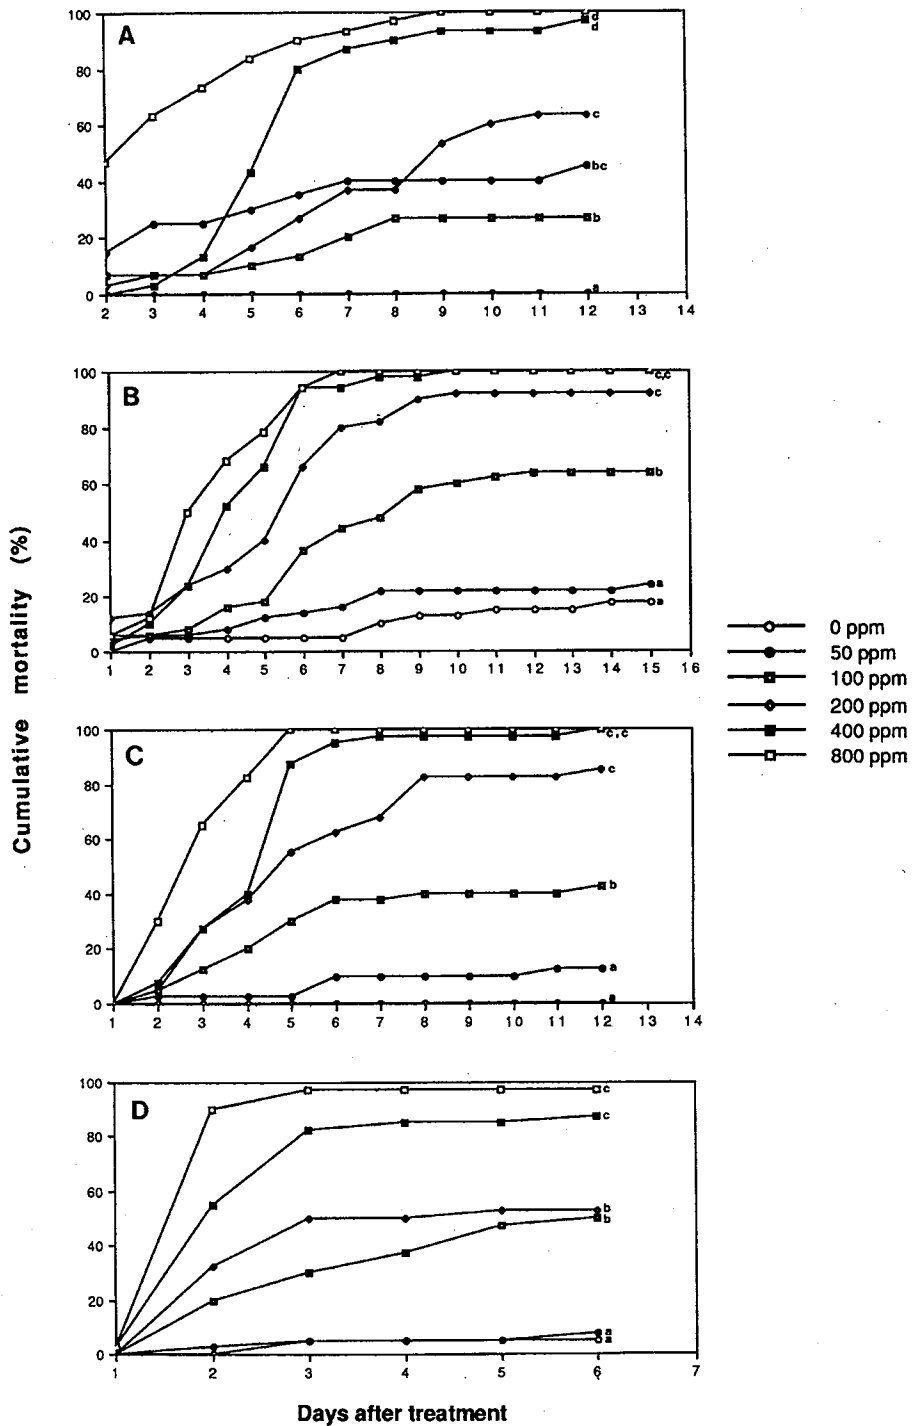 Cumulative mortality (%)
A
100
80
60
40
20
0
d
d
c
bc
b
a
2 3 4 5 6 7 8 9 10 11 12 13 14
B
100
80
60
40
20
0
c,c
c
b
a
a
1 2 3 4 5 6 7 8 9 10 11 12 13 14 15 16
0 ppm
50 ppm
100 ppm
200 ppm
400 ppm
800 ppm
C
100
80
60
40
20
0
c,c
c
b
a
a
1 2 3 4 5 6 7 8 9 10 11 12 13 14
D
100
80
60
40
20
0
c
c
b
b
a
a
1 2 3 4 5 6 7
Days after treatment